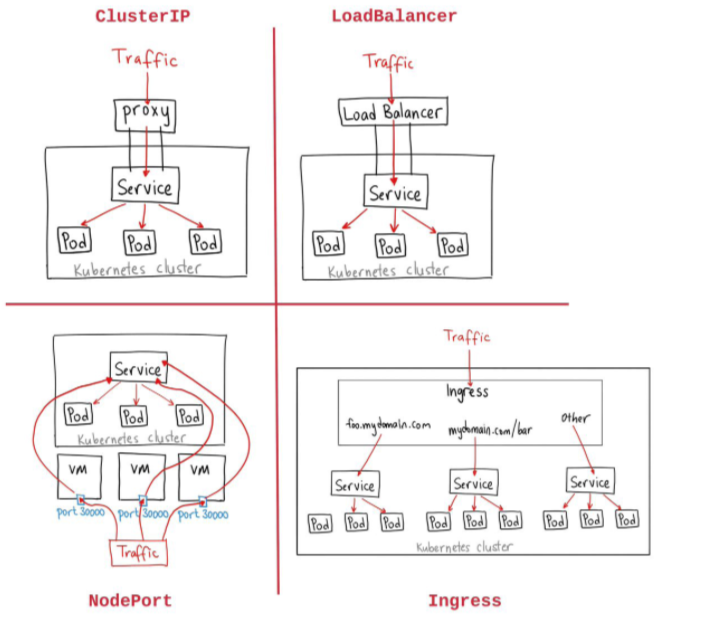 ClusterIP
Traffic
proxy
Service
Pod Pod Pod
Kubernetes cluster
LoadBalancer
Traffic
Load Balancer
Service
Pod Pod Pod
Kubernetes cluster
Service
Pod Pod Pod
Kubernetes cluster
VM VM VM
port 30000 port 30000 port 30000
Traffic
NodePort
Traffic
Ingress
foo.mydomain.com mydomain.com/bar Other
Service Service Service
Pod Pod Pod Pod Pod Pod Pod Pod Pod
Kubernetes cluster
Ingress